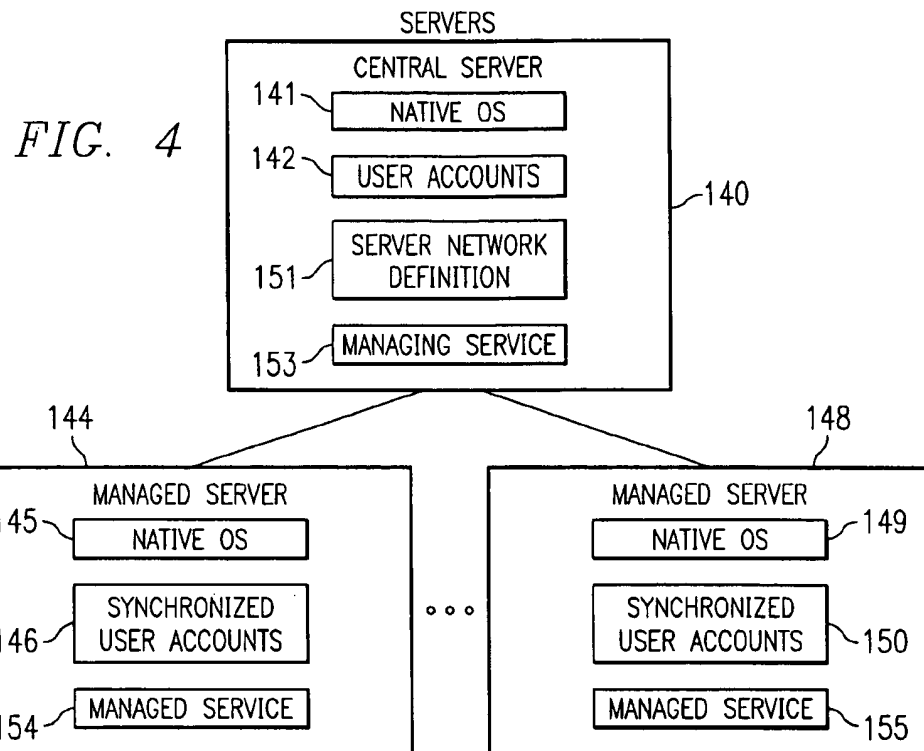 SERVERS
CENTRAL SERVER
141
NATIVE OS
FIG. 4
142
USER ACCOUNTS
140
SERVER NETWORK
DEFINITION
151
MANAGING SERVICE
153
144
148
MANAGED SERVER
MANAGED SERVER
145
NATIVE OS
NATIVE OS
149
SYNCHRONIZED
USER ACCOUNTS
146
SYNCHRONIZED
USER ACCOUNTS
150
MANAGED SERVICE
154
MANAGED SERVICE
155